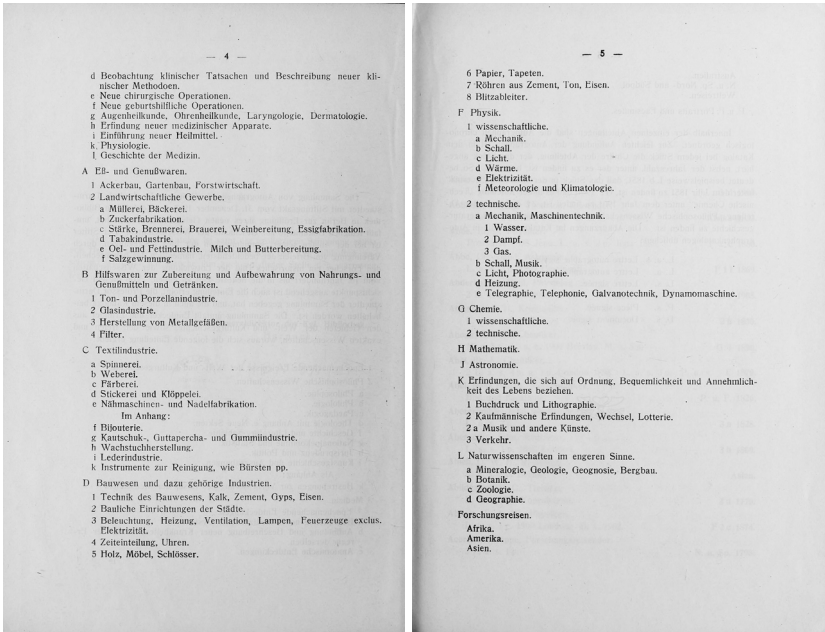 — 4 —
d Beobachtung klinischer Tatsachen und Beschreibung neuer kli-
nischer Methodoen.
e Neue chirurgische Operationen.
f Neue geburtshilfliche Operationen.
g Augenheilkunde, Ohrenheilkunde, Laryngologie, Dermatologie.
h Erfindung neuer medizinischer Apparate.
i Einführung neuer Heilmittel.
k. Physiologie.
l. Geschichte der Medizin.
A Eß- und Genußwaren.
1 Ackerbau, Gartenbau, Forstwirtschaft.
2 Landwirtschaftliche Gewerbe.
a Müllerei, Bäckerei.
b Zuckerfabrikation.
c Stärke, Brennerei, Brauerei, Weinbereitung, Essigfabrikation.
d Tabakindustrie.
e Oel- und Fettindustrie. Milch und Butterbereitung.
f Salzgewinnung.
B Hilfswaren zur Zubereitung und Aufbewahrung von Nahrungs- und
Genußmitteln und Getränken.
1 Ton- und Porzellanindustrie.
2 Glasindustrie.
3 Herstellung von Metallgefäßen.
4 Filter.
C Textilindustrie.
a Spinnerei.
b Weberei.
c Färberei.
d Stickerei und Klöppelei.
e Nähmaschinen- und Nadelfabrikation.
Im Anhang:
f Bijouterie.
g Kautschuk-, Guttapercha- und Gummiindustrie.
h Wachstuchherstellung.
i Lederindustrie.
k Instrumente zur Reinigung, wie Bürsten pp.
D Bauwesen und dazu gehörige Industrien.
1 Technik des Bauwesens, Kalk, Zement, Gyps, Eisen.
2 Bauliche Einrichtungen der Städte.
3 Beleuchtung, Heizung, Ventilation, Lampen, Feuerzeuge exclus.
Elektrizität.
4 Zeiteinteilung, Uhren.
5 Holz, Möbel, Schlösser.
— 5 —
6 Papier, Tapeten.
7 Röhren aus Zement, Ton, Eisen.
8 Blitzableiter.
F Physik.
1 wissenschaftliche.
a Mechanik.
b Schall.
c Licht.
d Wärme.
e Elektrizität.
f Meteorologie und Klimatologie.
2 technische.
a Mechanik, Maschinentechnik.
1 Wasser.
2 Dampf.
3 Gas.
b Schall, Musik.
c Licht, Photographie.
d Heizung.
e Telegraphie, Telephonie, Galvanotechnik, Dynamomaschine.
G Chemie.
1 wissenschaftliche.
2 technische.
H Mathematik.
J Astronomie.
K Erfindungen, die sich auf Ordnung, Bequemlichkeit und Annehmlich-
keit des Lebens beziehen.
1 Buchdruck und Lithographie.
2 Kaufmännische Erfindungen, Wechsel, Lotterie.
2a Musik und andere Künste.
3 Verkehr.
L Naturwissenschaften im engeren Sinne.
a Mineralogie, Geologie, Geognosie, Bergbau.
b Botanik.
c Zoologie.
d Geographie.
Forschungsreisen.
Afrika.
Amerika.
Asien.